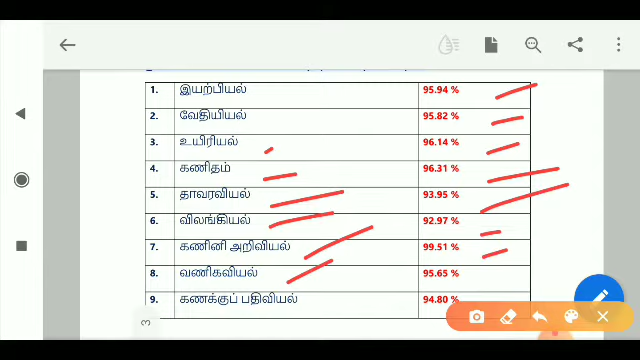 1. இயற்பியல் 95.94 %
2. வேதியியல் 95.82 %
3. உயிரியல் 96.14 %
4. கணிதம் 96.31 %
5. தாவரவியல் 93.95 %
6. விலங்கியல் 92.97 %
7. கணினி அறிவியல் 99.51 %
8. வணிகவியல் 95.65 %
9. கணக்குப் பதிவியல் 94.80 %
3